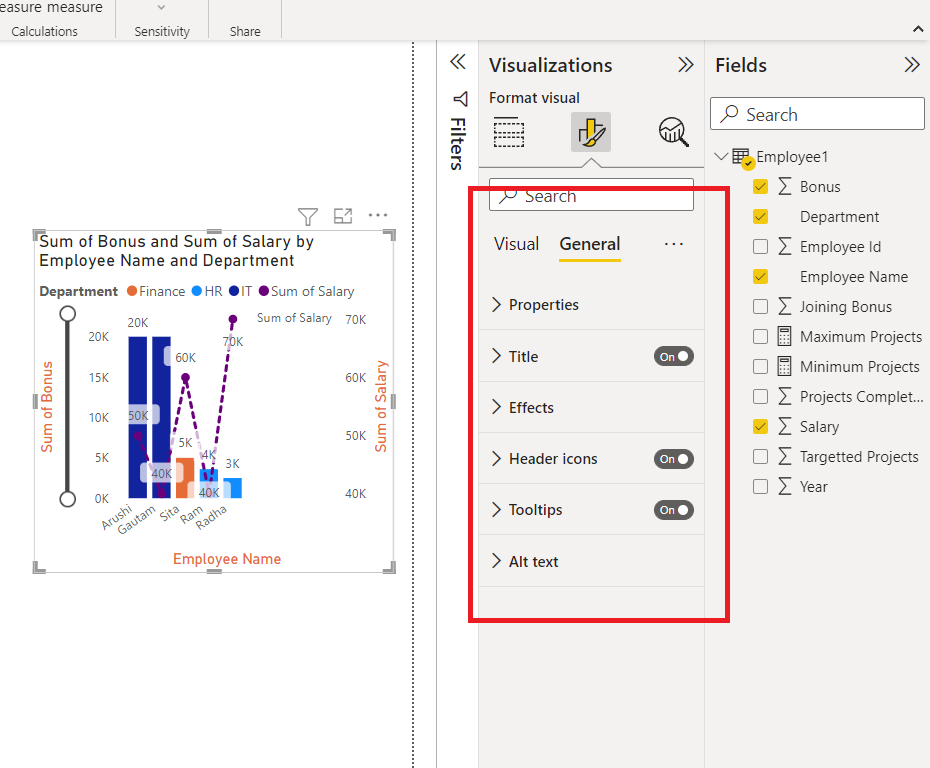 easure measure
Calculations
Sensitivity
Share
Sum of Bonus and Sum of Salary by
Employee Name and Department
Department Finance HR IT Sum of Salary
Sum of Bonus
20K
15K
10K
5K
0K
20K
50K
40K
60K
5K
4K
40K
70K
3K
Sum of Salary
70K
60K
50K
40K
Sum of Salary
Arushi
Gautam
Sita
Ram
Radha
Employee Name
Filters
Visualizations
Format visual
Search
Visual General
Properties
Title On
Effects
Header icons On
Tooltips On
Alt text
Fields
Search
Employee1
Bonus
Department
Employee Id
Employee Name
Joining Bonus
Maximum Projects
Minimum Projects
Projects Complet...
Salary
Targetted Projects
Year